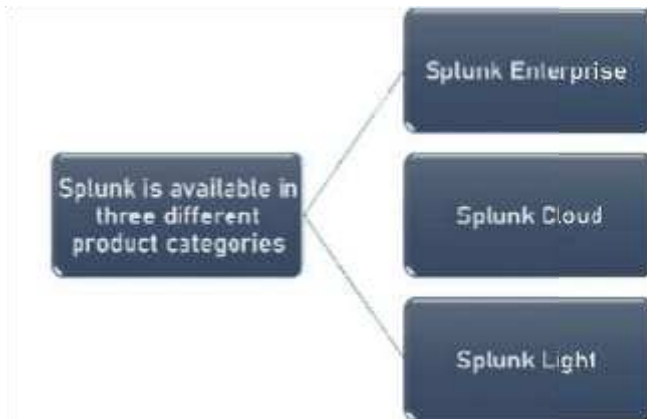 Splunk Enterprise
Splunk is available in
three different
product categories
Splunk Cloud
Splunk Light